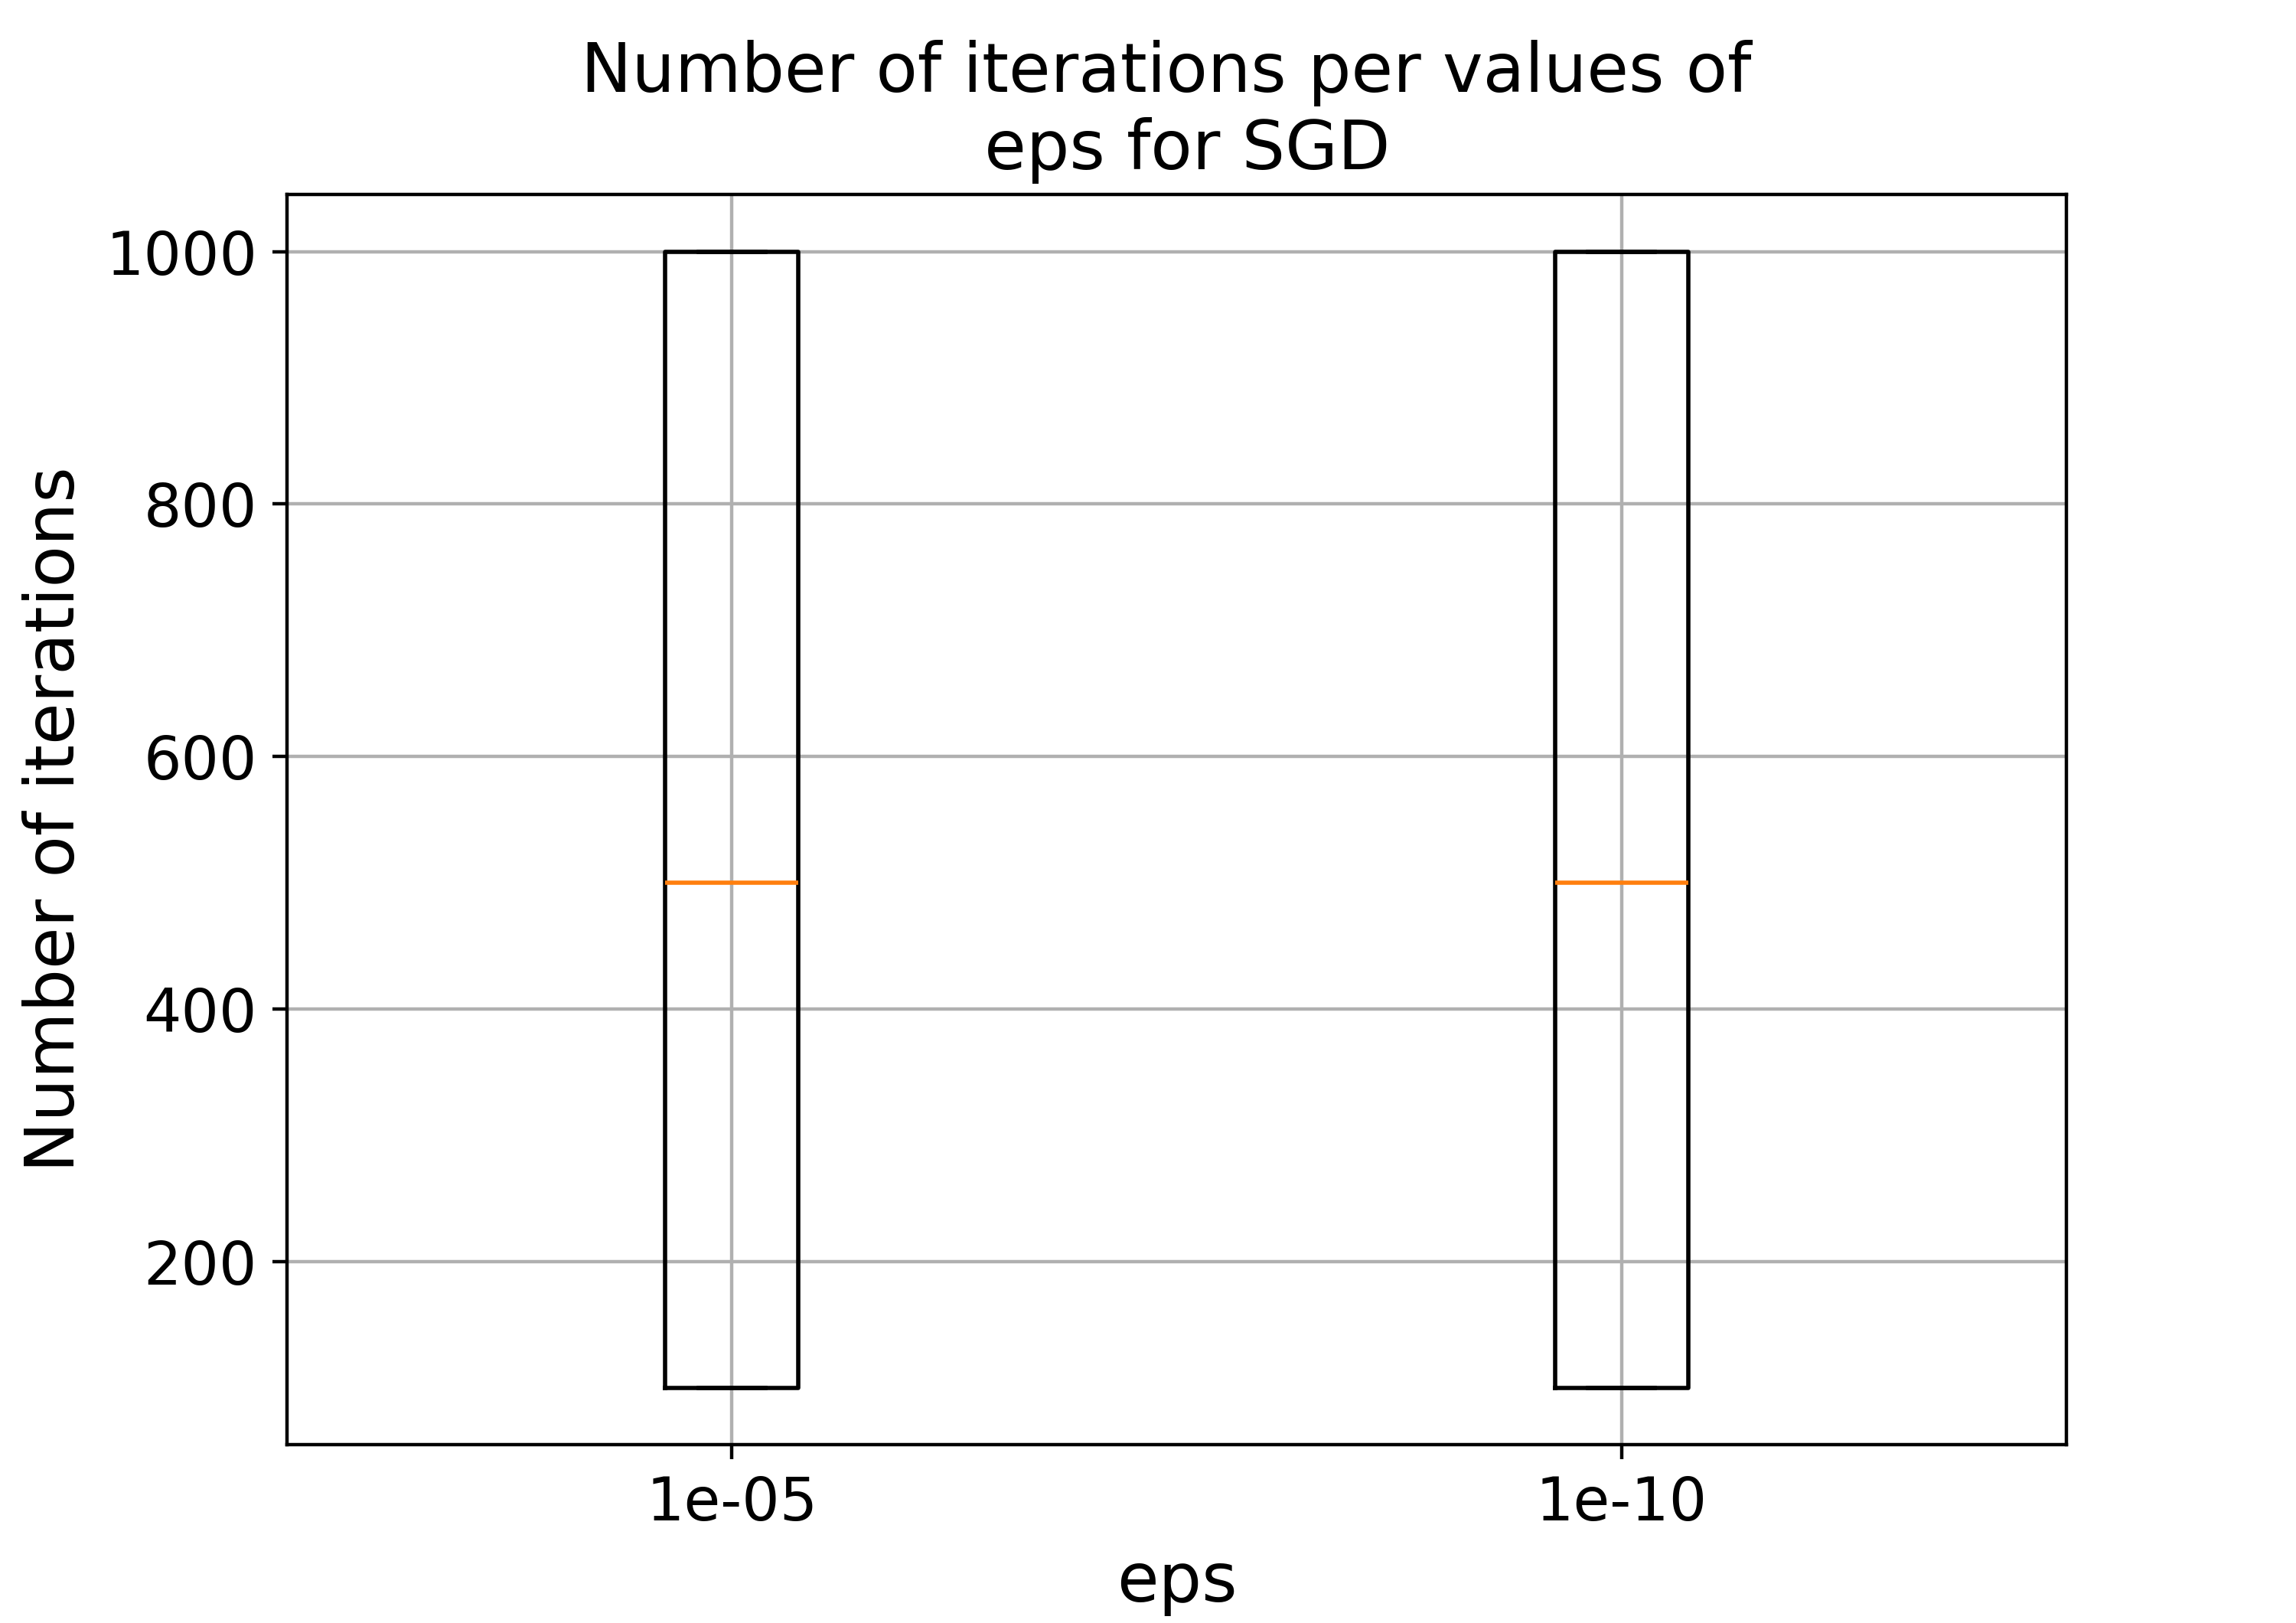 Number of iterations per values of
eps for SGD
Number of iterations
1000
800
600
400
200
1e-05
1e-10
eps